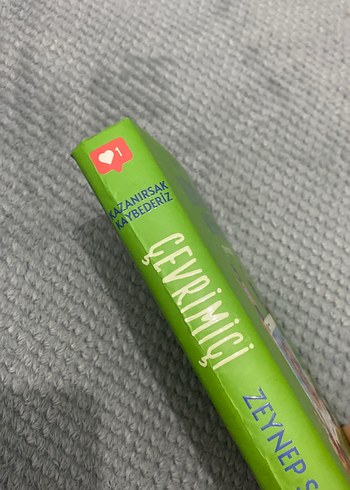 1
KAZANIRSAK
KAYBEDERİZ
ÇEVRİMİÇİ
ZEYNEP S